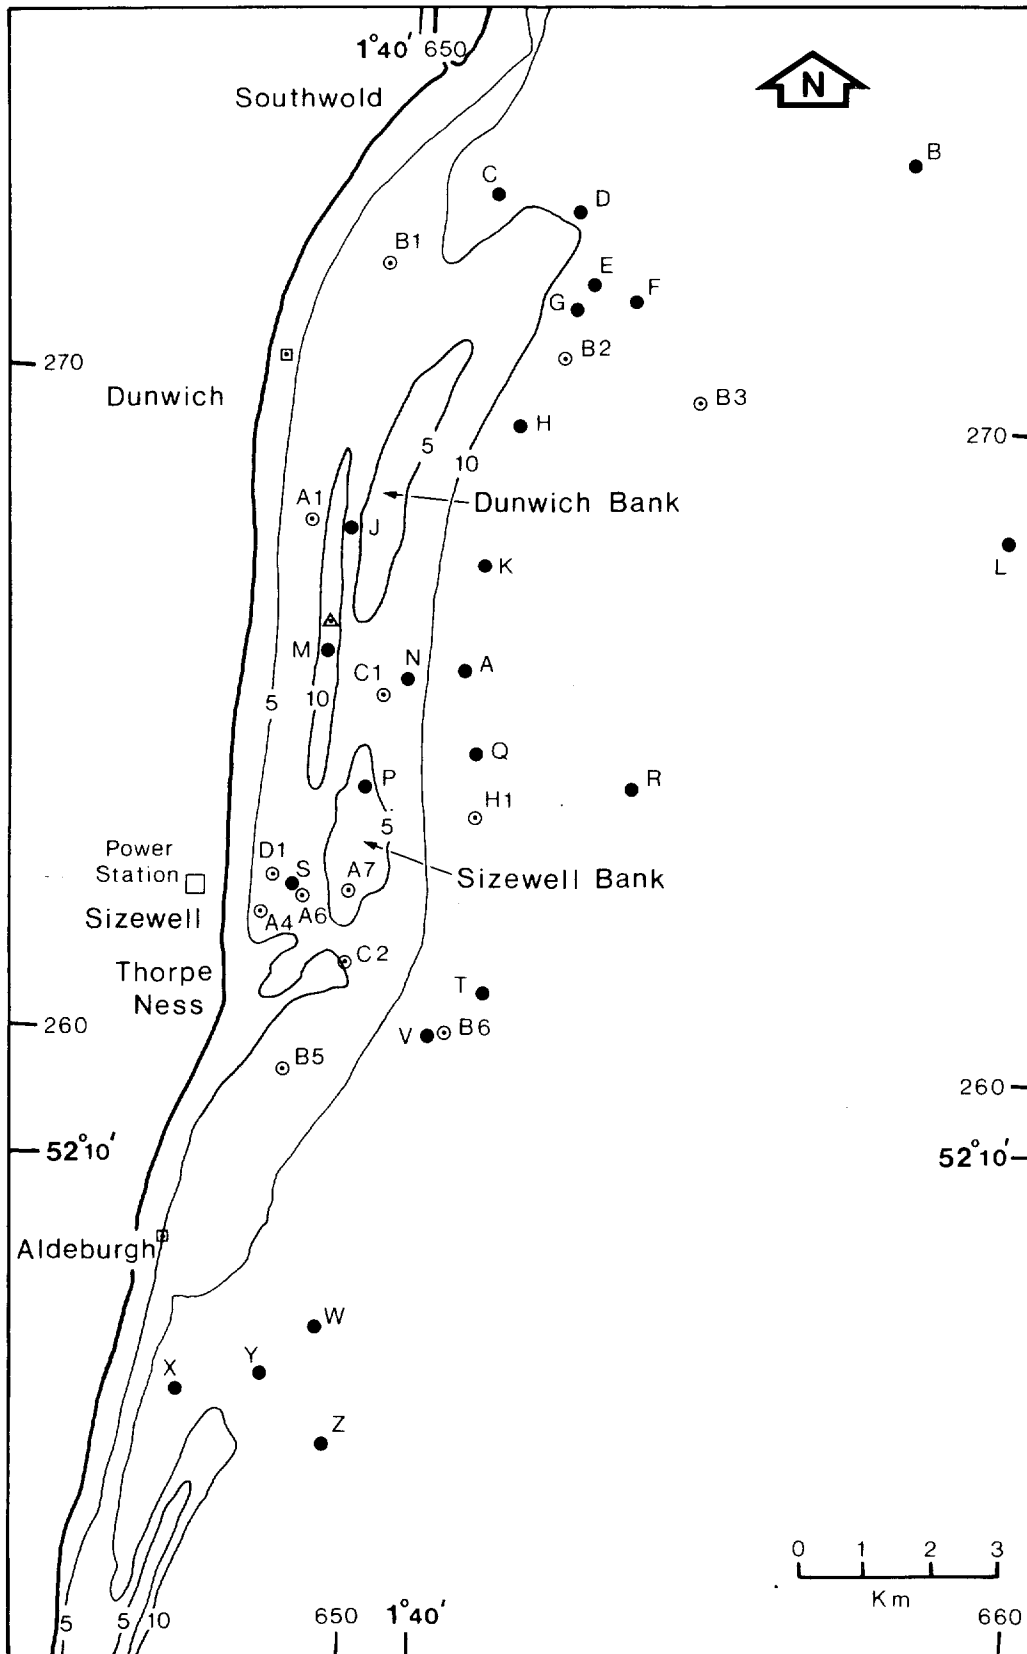 1°40' 650
Southwold
N
B
C
D
B1
E
F
G
270
B2
Dunwich
B3
H
270
5
10
A1
Dunwich Bank
J
K
L
M
N
A
C1
5
10
Q
P
R
H1
5
Power
Station
D1
S
A7
Sizewell Bank
Sizewell
A4
A6
C2
Thorpe
Ness
T
260
V
B6
B5
260
52°10'
52°10'
Aldeburgh
W
X
Y
Z
0 1 2 3
Km
5
5
10
650
1°40'
660